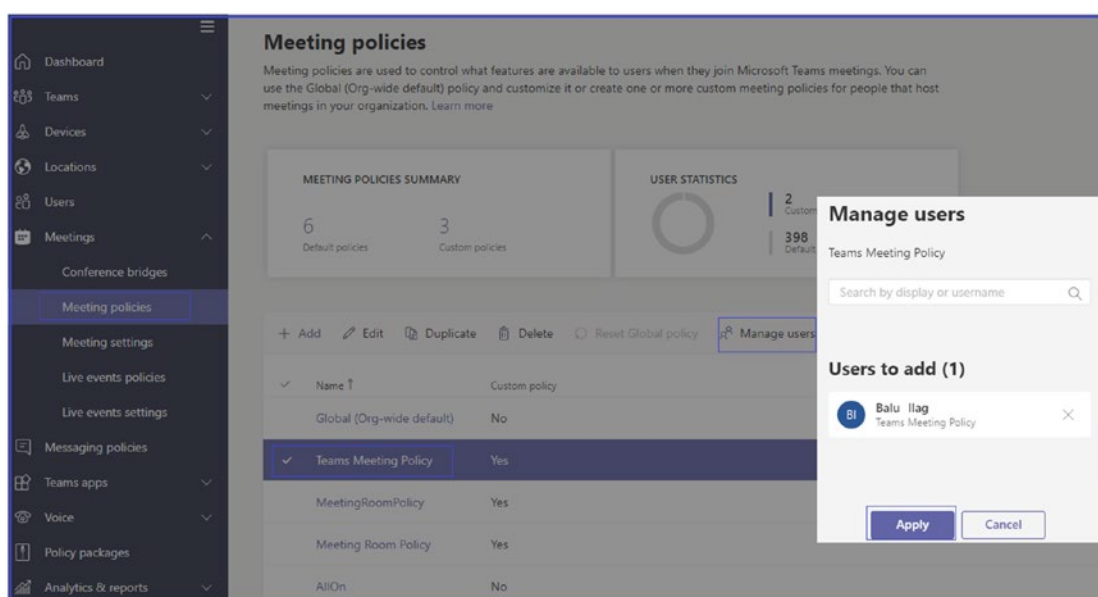 Dashboard
Teams
Devices
Locations
Users
Meetings
Conference bridges
Meeting policies
Meeting settings
Live events policies
Live events settings
Messaging policies
Teams apps
Voice
Policy packages
Analytics & reports
Meeting policies
Meeting policies are used to control what features are available to users when they join Microsoft Teams meetings. You can
use the Global (Org-wide default) policy and customize it or create one or more custom meeting policies for people that host
meetings in your organization. Learn more
MEETING POLICIES SUMMARY
6
Default policies
3
Custom policies
USER STATISTICS
2
Custom
398
Default
+ Add Edit Duplicate Delete Reset Global policy Manage users
Name ↑ Custom policy
Global (Org-wide default) No
Teams Meeting Policy Yes
MeetingRoomPolicy Yes
Meeting Room Policy Yes
AllOn No
Manage users
Teams Meeting Policy
Search by display or username
Users to add (1)
BI
Balu Ilag
Teams Meeting Policy
Apply Cancel